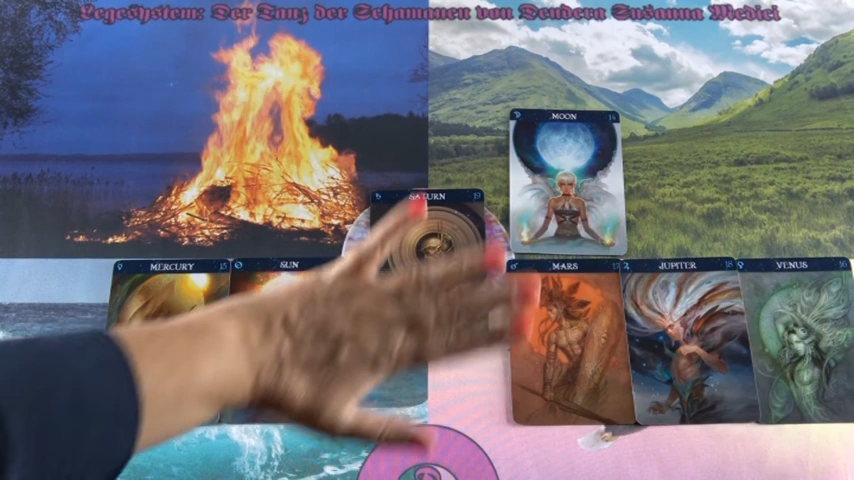 Legesystem: Der Tanz der Schamanen von Dendera Susanna Medici
MOON 14
SATURN 19
MERCURY 15
SUN
MARS 17
JUPITER 18
VENUS 16